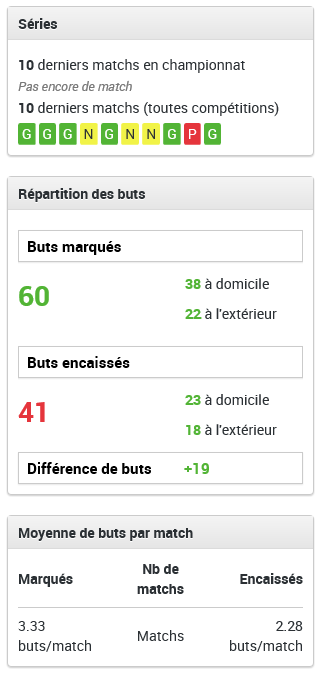 Séries
10 derniers matchs en championnat
Pas encore de match
10 derniers matchs (toutes compétitions)
G G G N G N N G P G
Répartition des buts
Buts marqués
60
38 à domicile
22 à l'extérieur
Buts encaissés
41
23 à domicile
18 à l'extérieur
Différence de buts +19
Moyenne de buts par match
Marqués Nb de matchs Encaissés
3.33 buts/match Matchs 2.28 buts/match